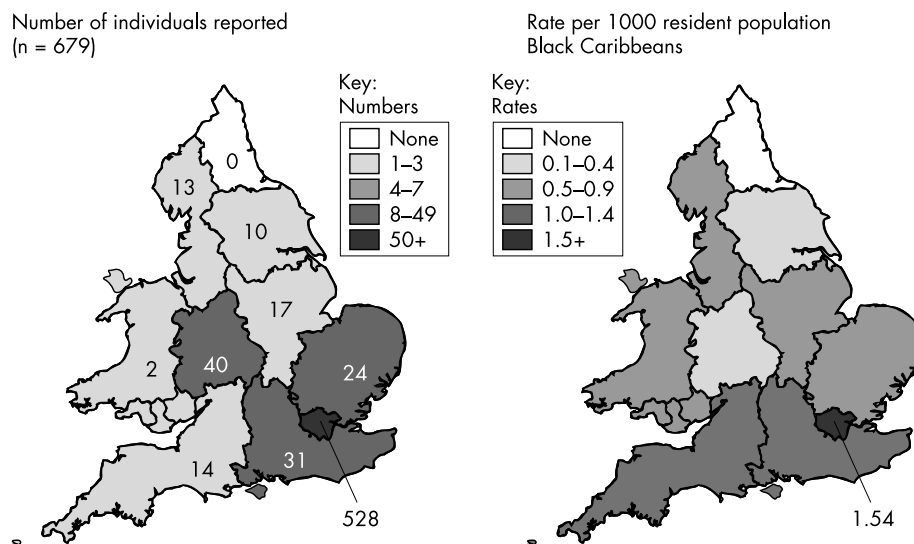 Number of individuals reported
(n = 679)
Key:
Numbers
None
1–3
4–7
8–49
50+
0
13
10
17
2
40
24
14
31
528
Rate per 1000 resident population
Black Caribbeans
Key:
Rates
None
0.1–0.4
0.5–0.9
1.0–1.4
1.5+
1.54